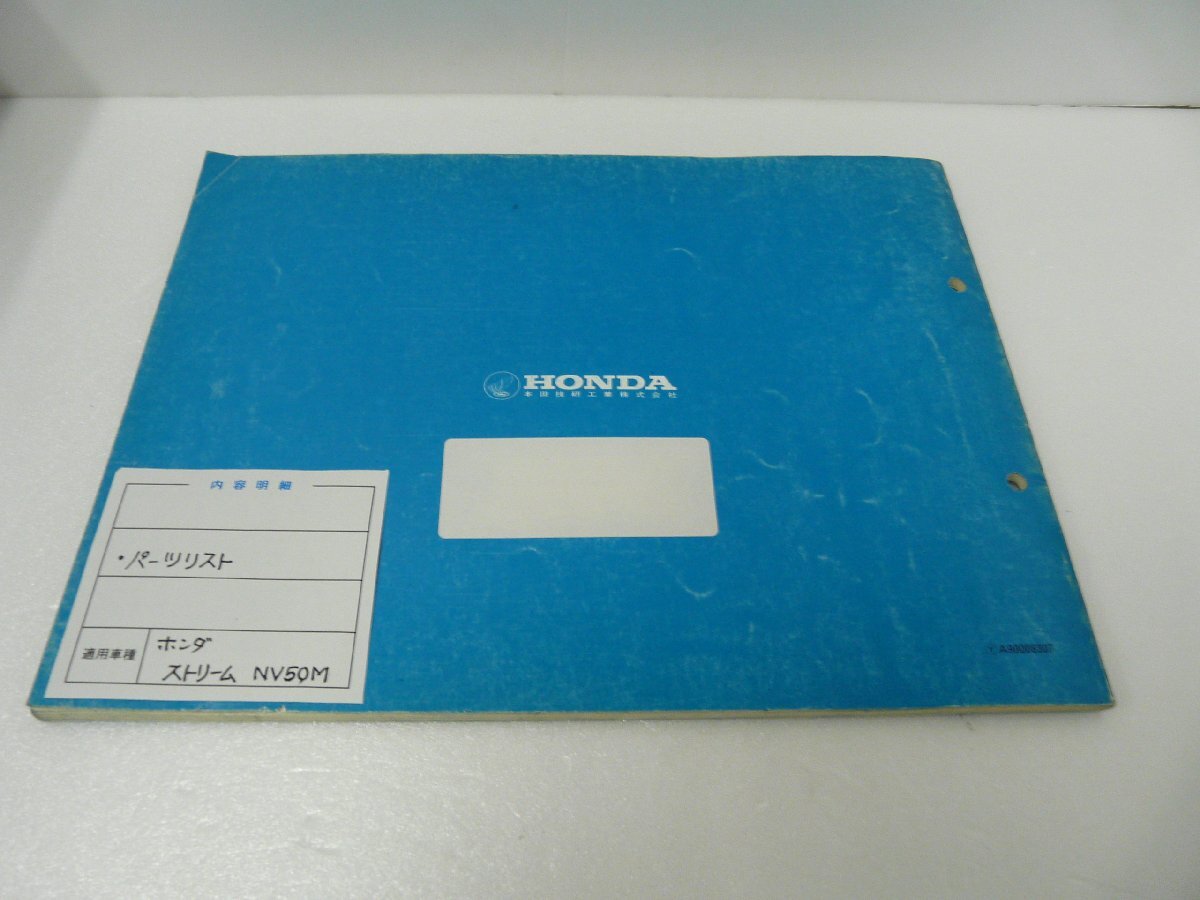 HONDA
本田技研工業株式会社
内容明細
・パーツリスト
適用車種
ホンダ
ストリーム NV50M